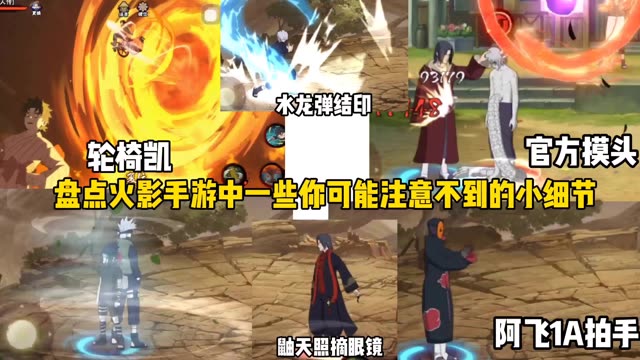 水龙弹结印
轮椅凯
官方摸头
盘点火影手游中一些你可能注意不到的小细节
鼬天照摘眼镜
阿飞1A拍手